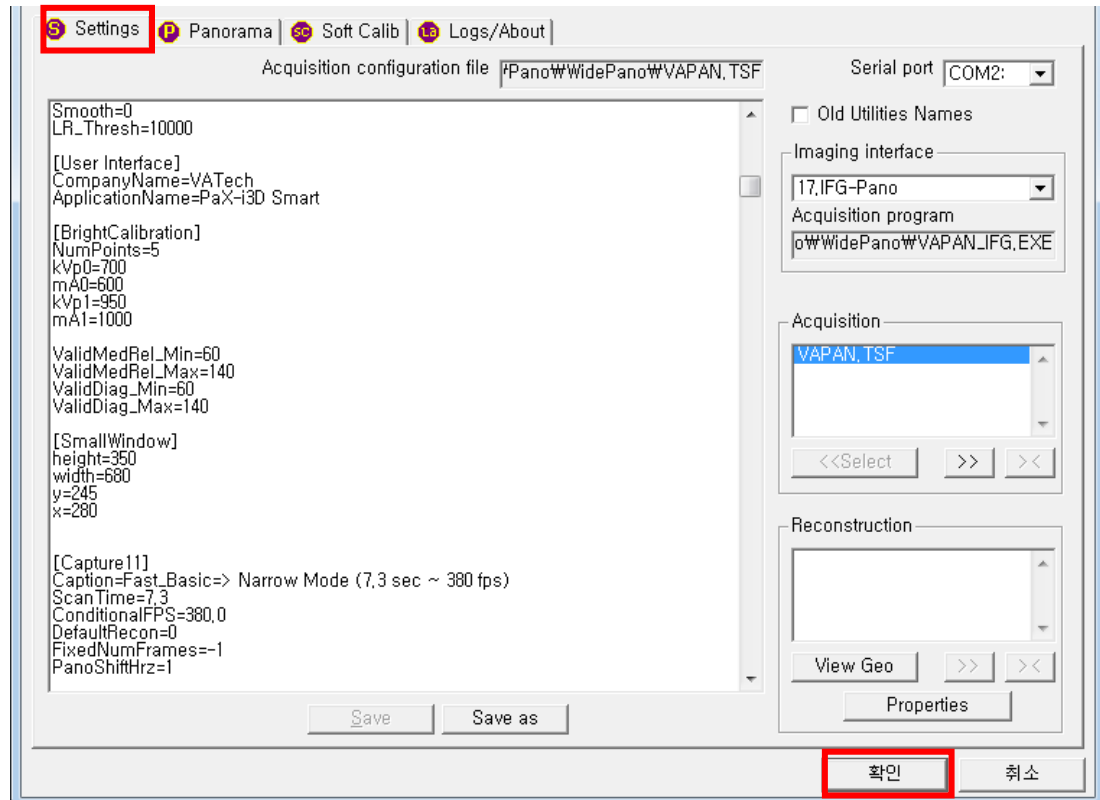 S Settings P Panorama SC Soft Calib La Logs/About
Acquisition configuration file #Pano₩WidePano₩VAPAN.TSF Serial port COM2:
Smooth=0
LR_Thresh=10000
[User Interface]
CompanyName=VATech
ApplicationName=PaX-i3D Smart
[BrightCalibration]
NumPoints=5
kVp0=700
mA0=600
kVp1=950
mA1=1000
ValidMedRel_Min=60
ValidMedRel_Max=140
ValidDiag_Min=60
ValidDiag_Max=140
[SmallWindow]
height=350
width=680
y=245
x=280
[Capture11]
Caption=Fast_Basic=> Narrow Mode (7.3 sec ~ 380 fps)
ScanTime=7.3
ConditionalFPS=380.0
DefaultRecon=0
FixedNumFrames=-1
PanoShiftHrz=1
Save Save as
Old Utilities Names
Imaging interface
17.IFG-Pano
Acquisition program
o₩WidePano₩VAPAN_IFG.EXE
Acquisition
VAPAN.TSF
<<Select >> ><
Reconstruction
View Geo >> ><
Properties
확인 취소